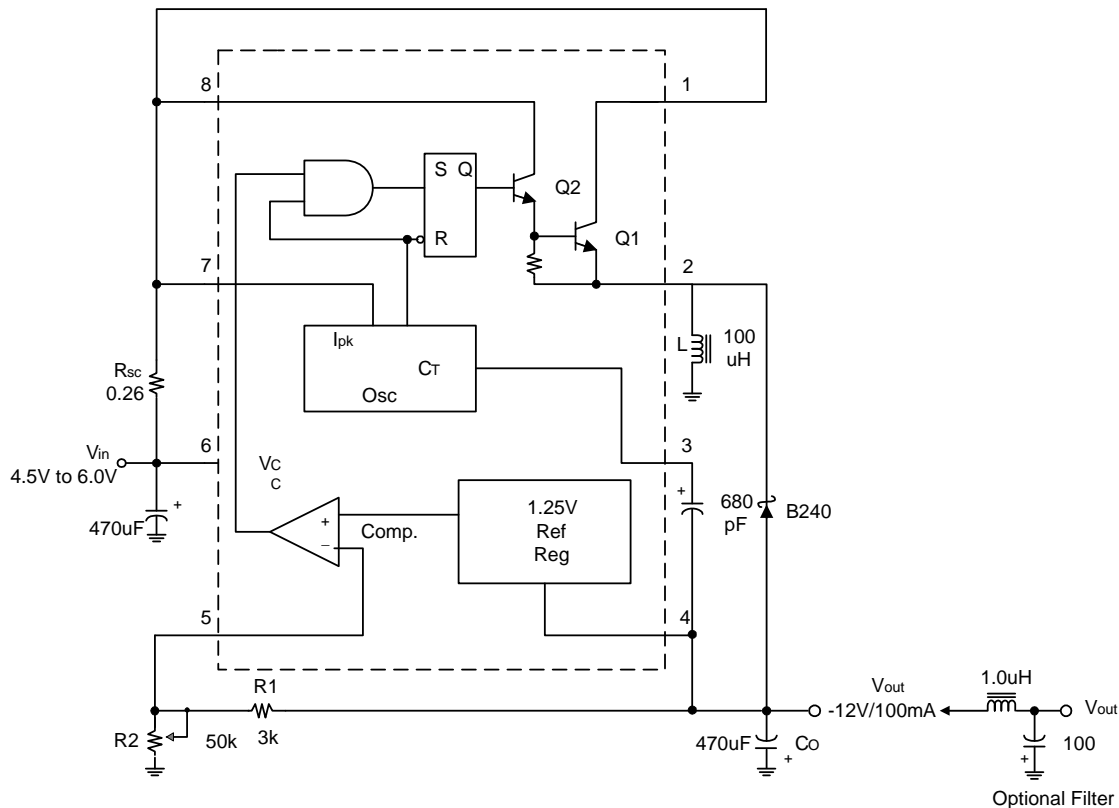 8
1
S Q
Q2
R
Q1
7
2
Ipk
CT
Osc
L
100
uH
Rsc
0.26
Vin
4.5V to 6.0V
6
3
VC
C
+
470uF
+
−
Comp.
1.25V
Ref
Reg
+
680
pF
B240
5
4
R1
3k
R2
50k
Vout
-12V/100mA
1.0uH
Vout
470uF
CO
+
100
+
Optional Filter